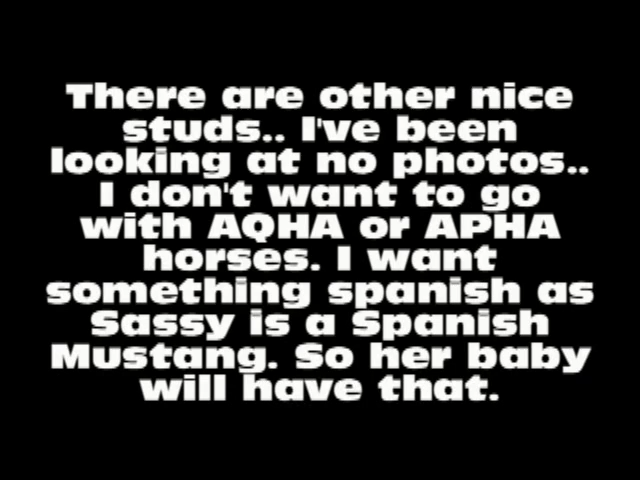 There are other nice
studs.. I've been
looking at no photos..
I don't want to go
with AQHA or APHA
horses. I want
something spanish as
Sassy is a Spanish
Mustang. So her baby
will have that.